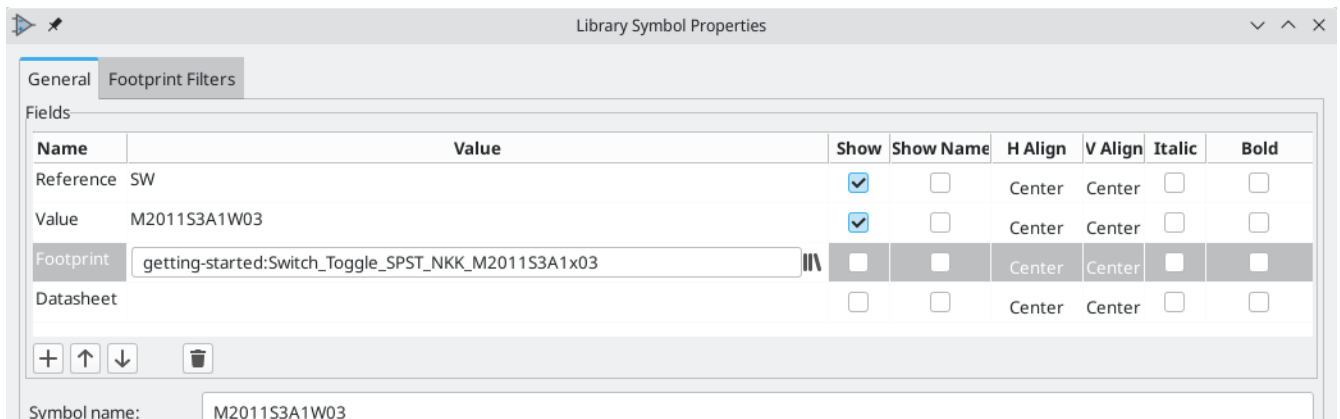 Library Symbol Properties
General Footprint Filters
Fields
Name Value Show Show Name H Align V Align Italic Bold
Reference SW Center Center
Value M2011S3A1W03 Center Center
Footprint getting-started:Switch_Toggle_SPST_NKK_M2011S3A1x03 Center Center
Datasheet Center Center
Symbol name: M2011S3A1W03